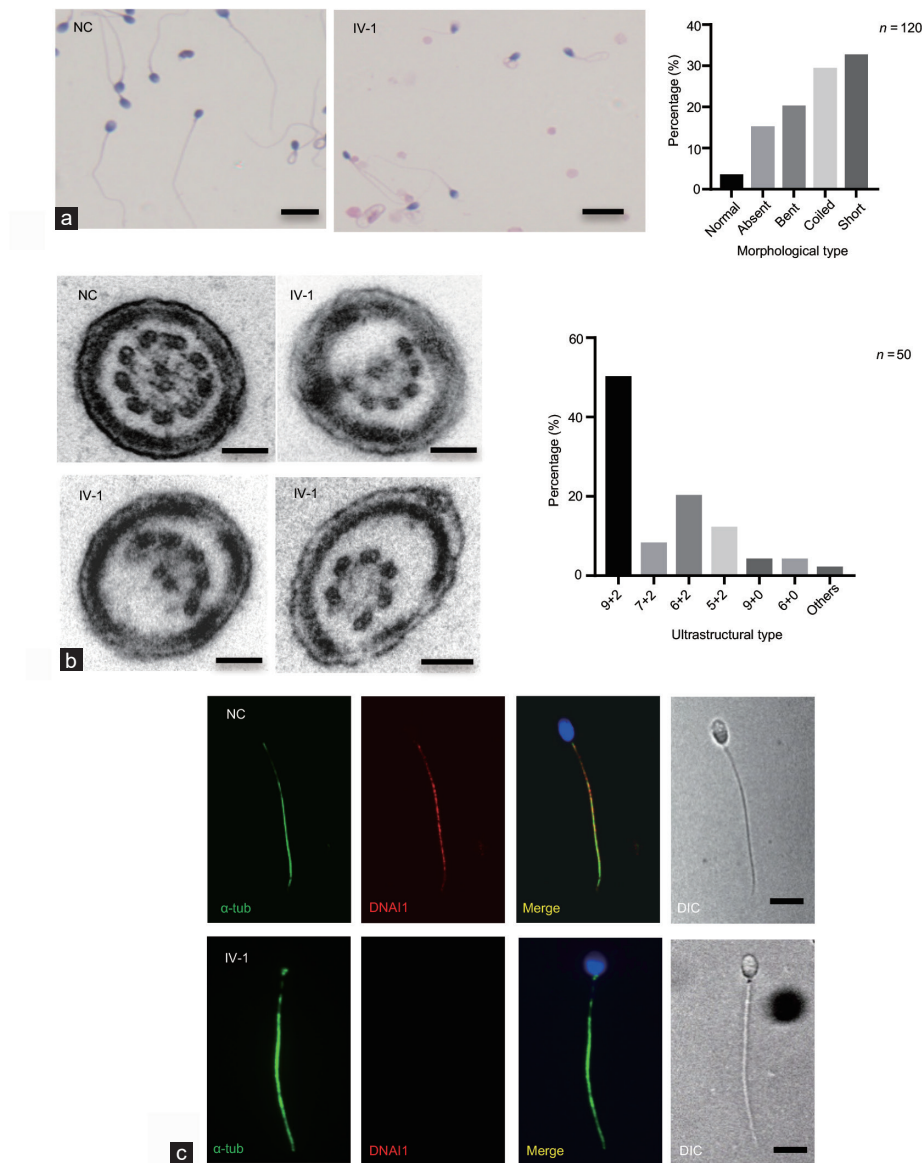 NC
IV-1
n = 120
Percentage (%)
40
30
20
10
0
Normal
Absent
Bent
Coiled
Short
Morphological type
a
NC
IV-1
IV-1
IV-1
n = 50
Percentage (%)
60
40
20
0
9+2
7+2
6+2
5+2
9+0
6+0
Others
Ultrastructural type
b
NC
α-tub
DNAI1
Merge
DIC
IV-1
α-tub
DNAI1
Merge
DIC
c